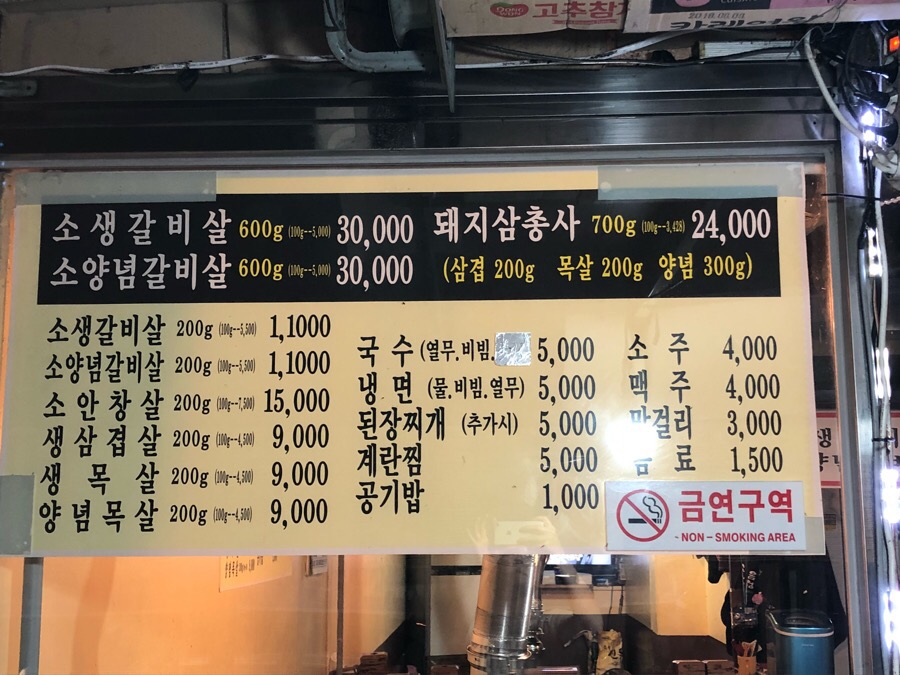 고추장
2018.09.09
소생갈비살 600g (100g--5,000) 30,000
소양념갈비살 600g (100g--5,000) 30,000
돼지삼총사 700g (100g--3,428) 24,000
(삼겹 200g 목살 200g 양념 300g)
소생갈비살 200g (100g--5,500) 1,1000
소양념갈비살 200g (100g--5,500) 1,1000
소안창살 200g (100g--7,500) 15,000
생삼겹살 200g (100g--4,500) 9,000
생목살 200g (100g--4,500) 9,000
양념목살 200g (100g--4,500) 9,000
국수 (열무.비빔. 5,000
냉면 (물.비빔.열무) 5,000
된장찌개 (추가시) 5,000
계란찜 5,000
공기밥 1,000
소주 4,000
맥주 4,000
막걸리 3,000
음료 1,500
금연구역
- NON - SMOKING AREA